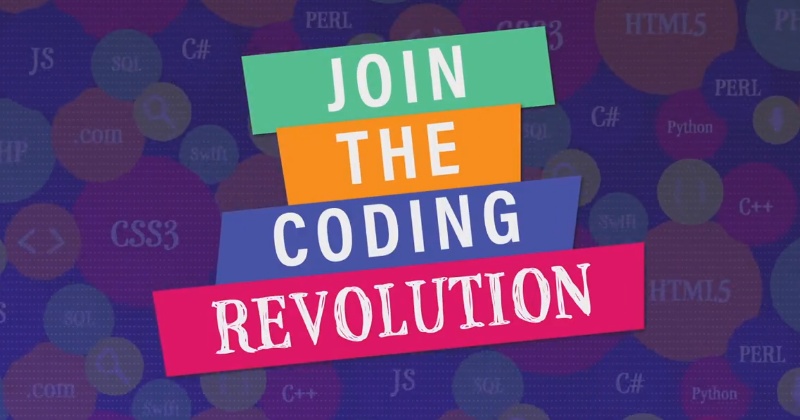 JOIN
THE
CODING
REVOLUTION
PERL
JS
C#
SQL
CSS3
HTML5
.com
Swift
C#
PERL
SQL
Python
CSS3
Swift
C++
< >
HTML5
SQL
PERL
.com
Swift
C++
JS
SQL
C#
Python